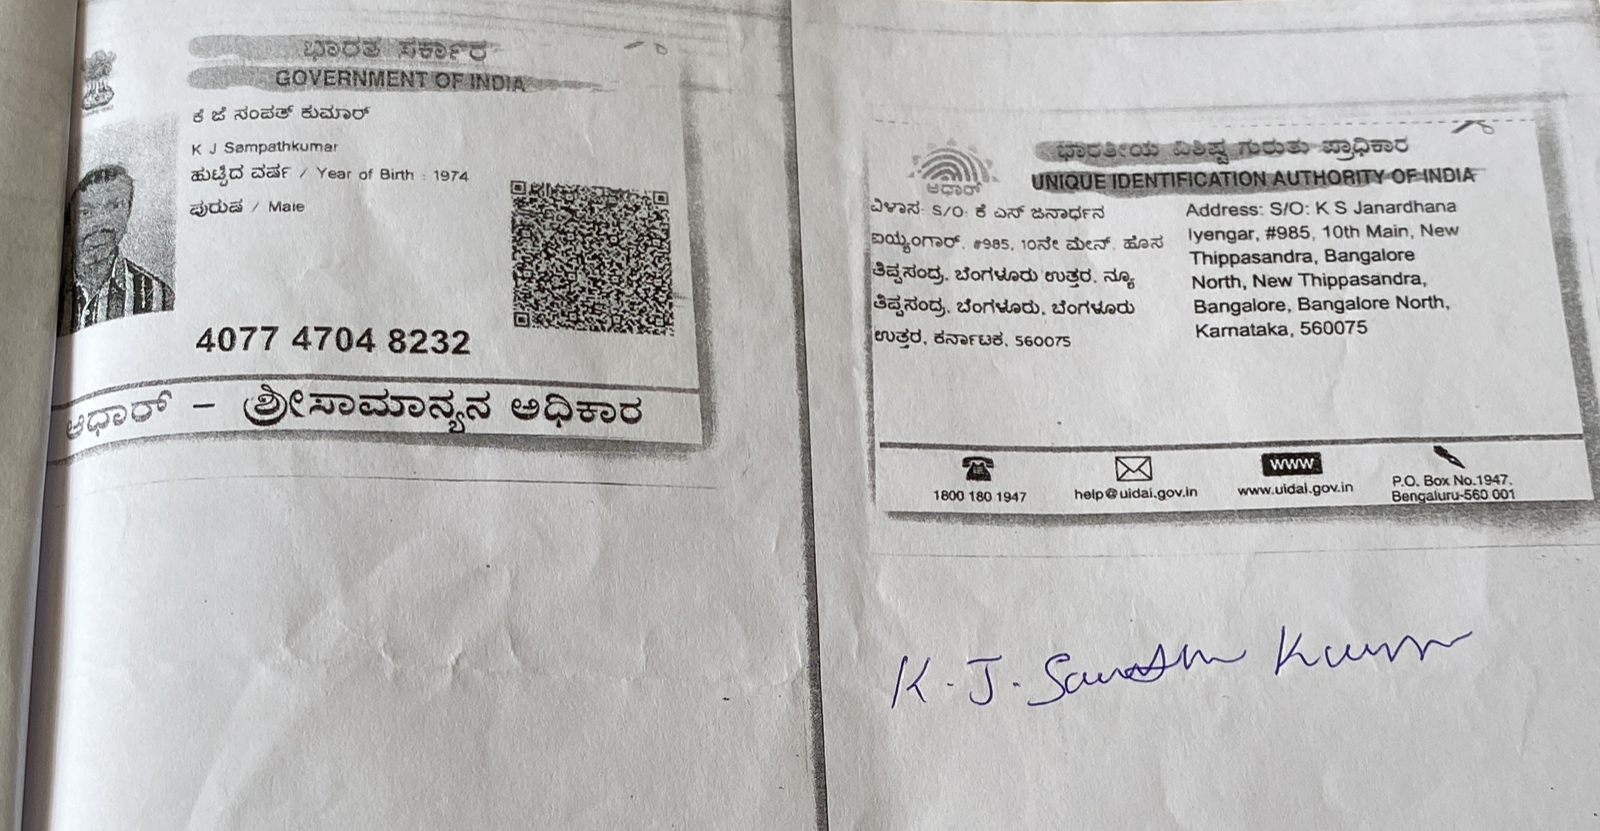 ಭಾರತ ಸರ್ಕಾರ
GOVERNMENT OF INDIA
ಕೆ ಜೆ ಸಂಪತ್ ಕುಮಾರ್
K J Sampathkumar
ಹುಟ್ಟಿದ ವರ್ಷ / Year of Birth : 1974
ಪುರುಷ / Male
4077 4704 8232
ಆಧಾರ್ – ಶ್ರೀಸಾಮಾನ್ಯನ ಅಧಿಕಾರ
ಭಾರತೀಯ ವಿಶಿಷ್ಟ ಗುರುತು ಪ್ರಾಧಿಕಾರ
UNIQUE IDENTIFICATION AUTHORITY OF INDIA
ಆಧಾರ್
ವಿಳಾಸ: S/O: ಕೆ ಎಸ್ ಜನಾರ್ಧನ
ಐಯ್ಯಂಗಾರ್, #985, 10ನೇ ಮೇನ್, ಹೊಸ
ತಿಪ್ಪಸಂದ್ರ, ಬೆಂಗಳೂರು ಉತ್ತರ, ನ್ಯೂ
ತಿಪ್ಪಸಂದ್ರ, ಬೆಂಗಳೂರು, ಬೆಂಗಳೂರು
ಉತ್ತರ, ಕರ್ನಾಟಕ, 560075
Address: S/O: K S Janardhana
Iyengar, #985, 10th Main, New
Thippasandra, Bangalore
North, New Thippasandra,
Bangalore, Bangalore North,
Karnataka, 560075
1800 180 1947
help@uidai.gov.in
www
www.uidai.gov.in
P.O. Box No.1947,
Bengaluru-560 001
K. J. Kumar